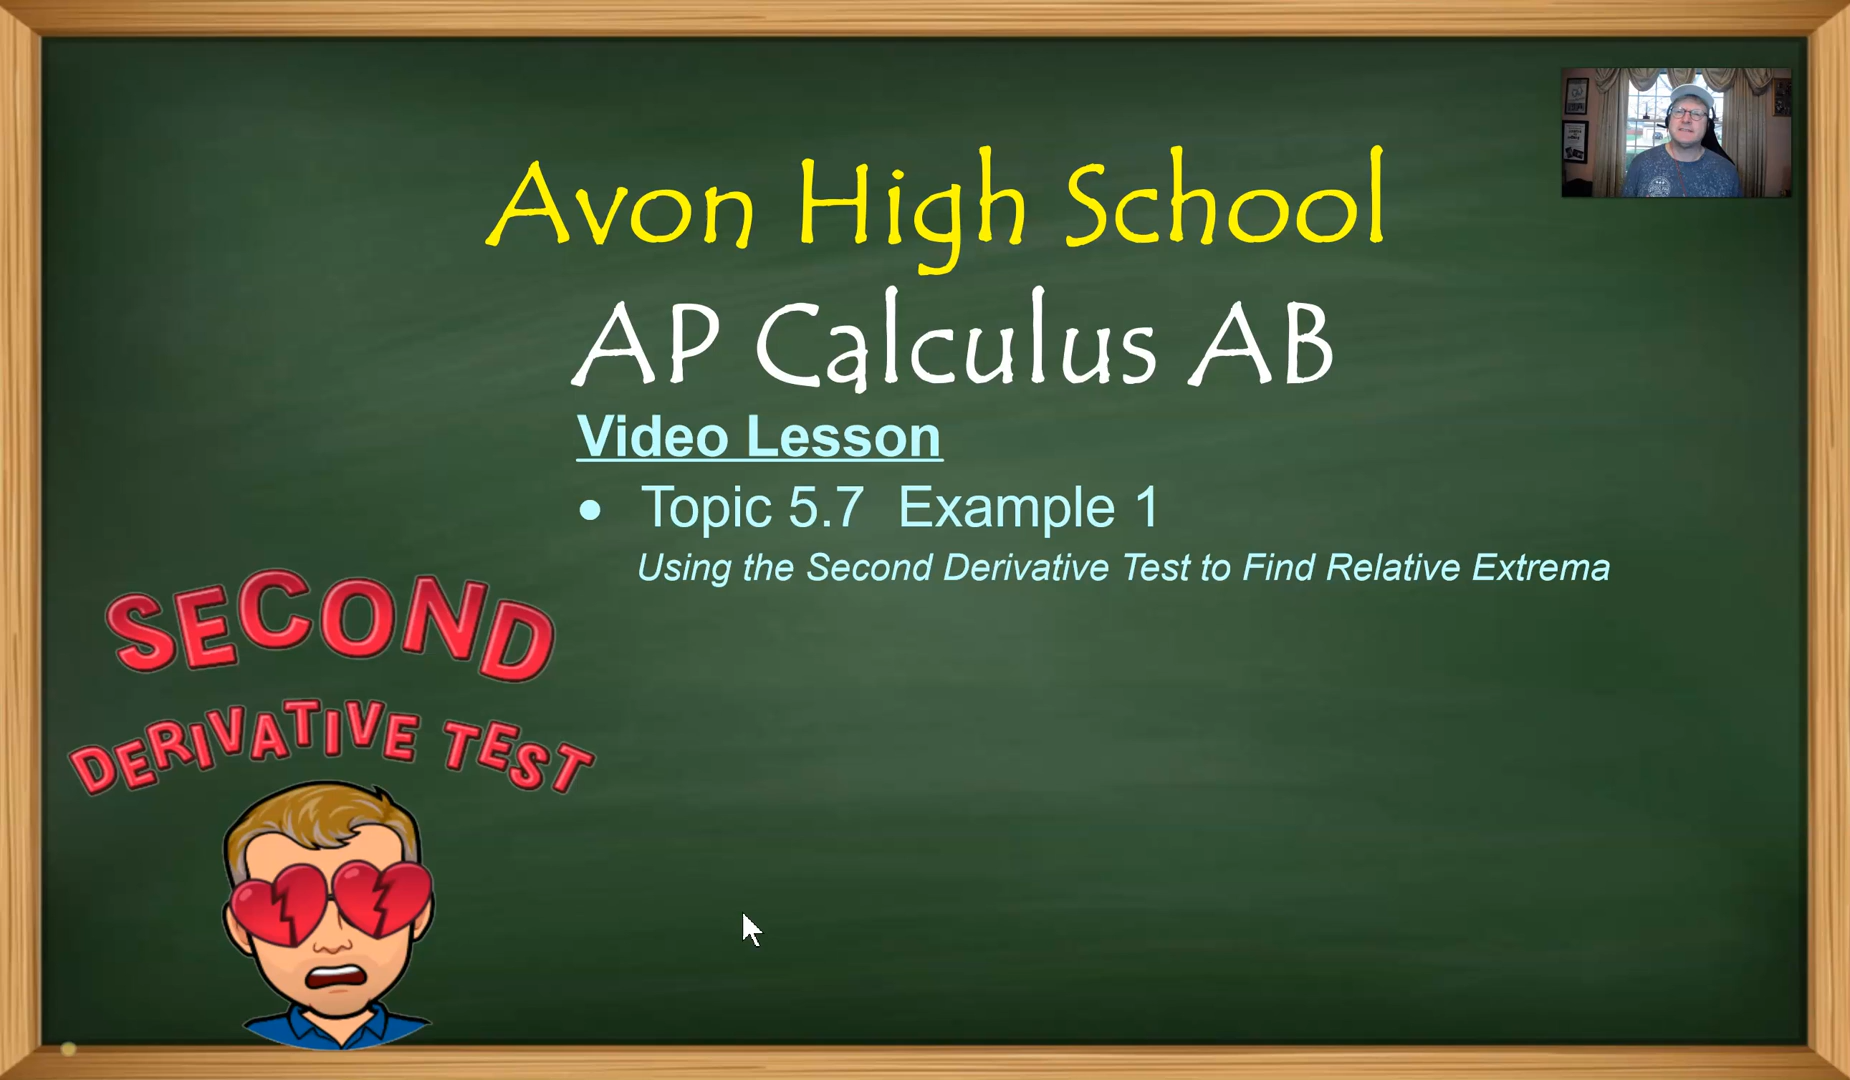 Avon High School
AP Calculus AB
Video Lesson
● Topic 5.7 Example 1
Using the Second Derivative Test to Find Relative Extrema
SECOND
DERIVATIVE TEST